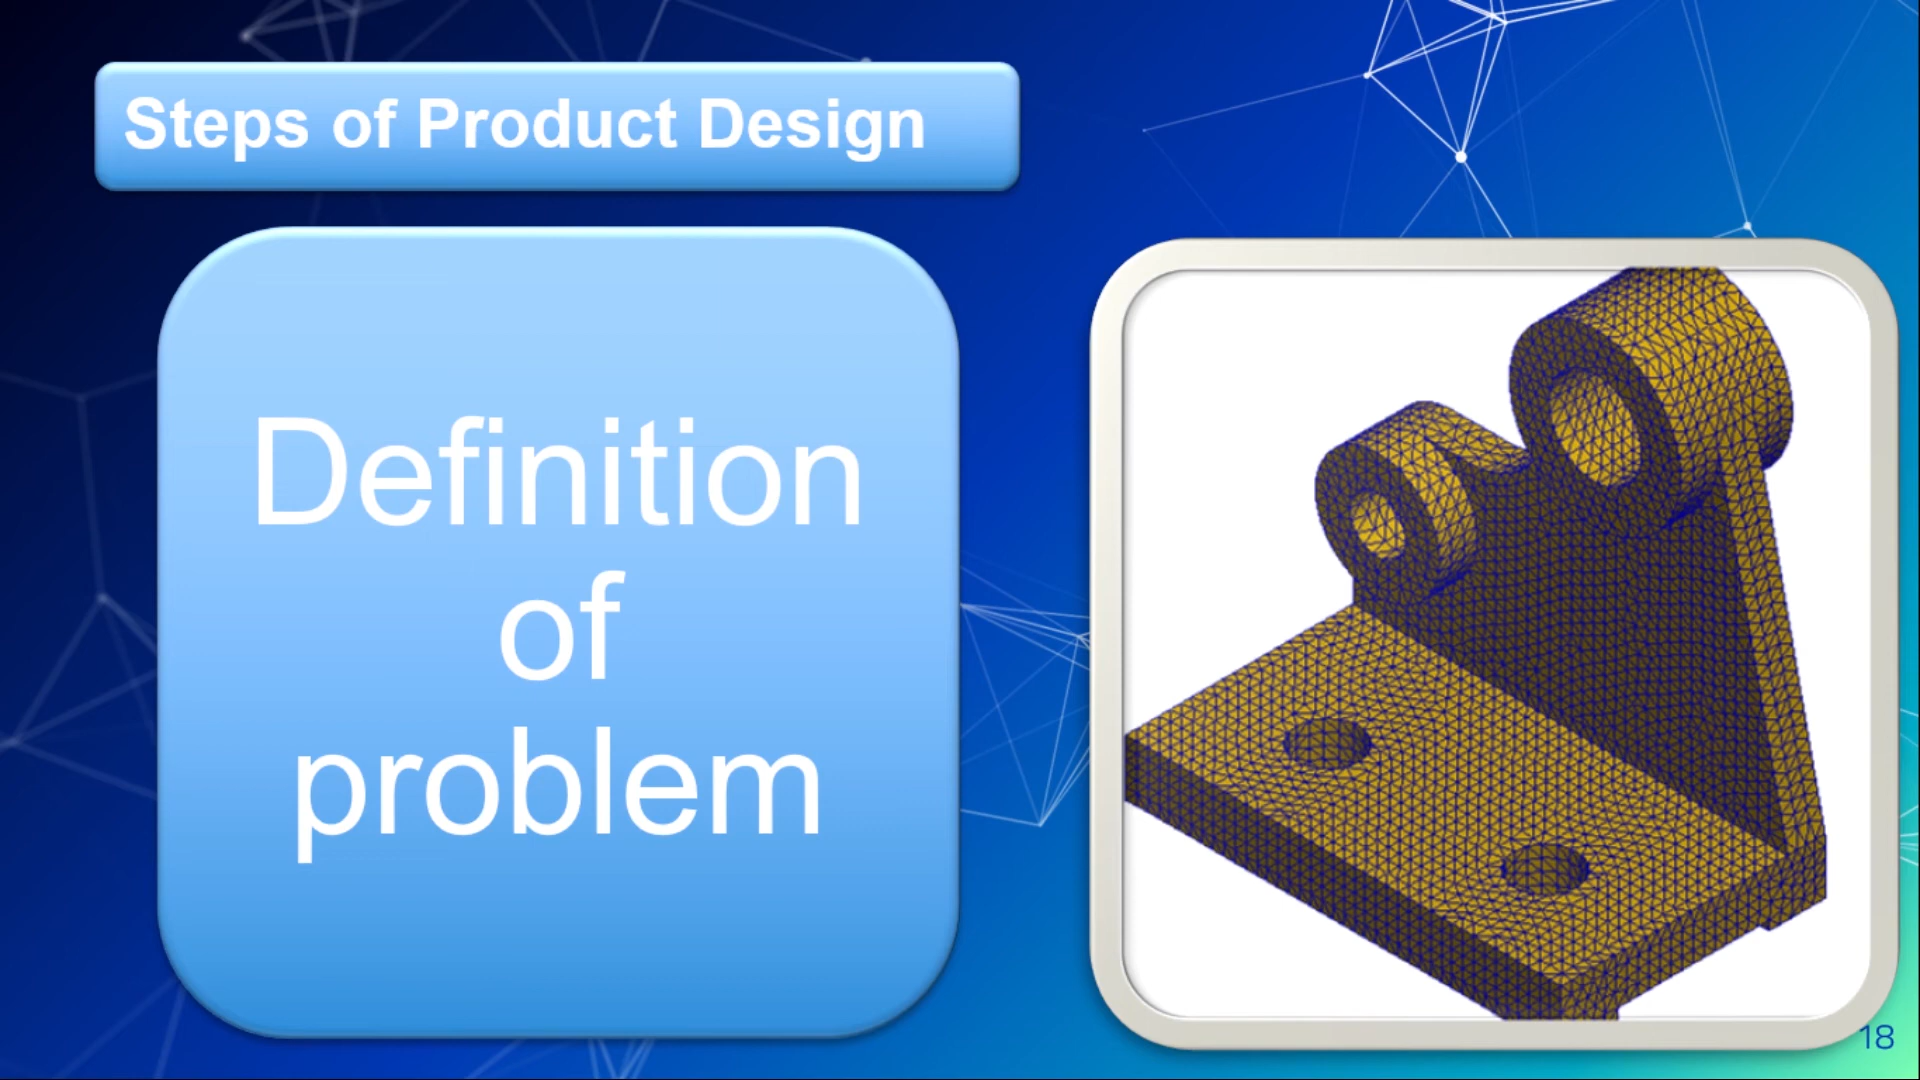 Steps of Product Design
Definition
of
problem
18